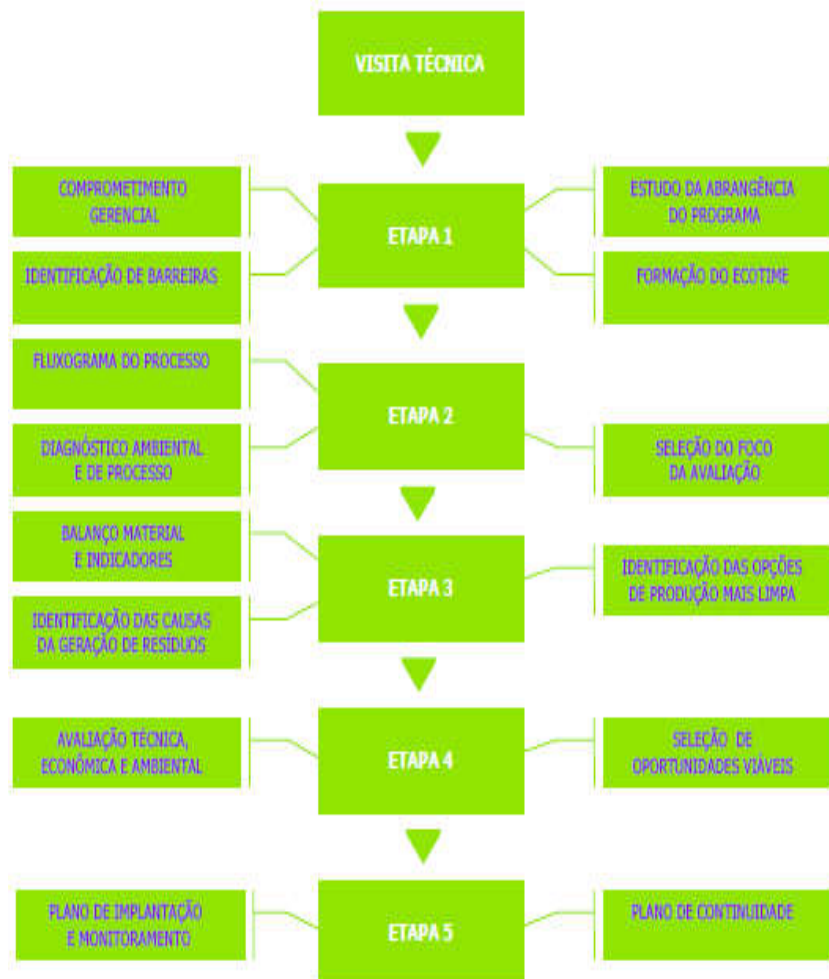 VISITA TÉCNICA
COMPROMETIMENTO
GERENCIAL
ESTUDO DA ABRANGÊNCIA
DO PROGRAMA
ETAPA 1
IDENTIFICAÇÃO DE BARREIRAS
FORMAÇÃO DO ECOTIME
FLUXOGRAMA DO PROCESSO
ETAPA 2
DIAGNÓSTICO AMBIENTAL
E DE PROCESSO
SELEÇÃO DO FOCO
DA AVALIAÇÃO
BALANÇO MATERIAL
E INDICADORES
ETAPA 3
IDENTIFICAÇÃO DAS OPÇÕES
DE PRODUÇÃO MAIS LIMPA
IDENTIFICAÇÃO DAS CAUSAS
DA GERAÇÃO DE RESÍDUOS
AVALIAÇÃO TÉCNICA,
ECONÔMICA E AMBIENTAL
ETAPA 4
SELEÇÃO DE
OPORTUNIDADES VIÁVEIS
PLANO DE IMPLANTAÇÃO
E MONITORAMENTO
ETAPA 5
PLANO DE CONTINUIDADE